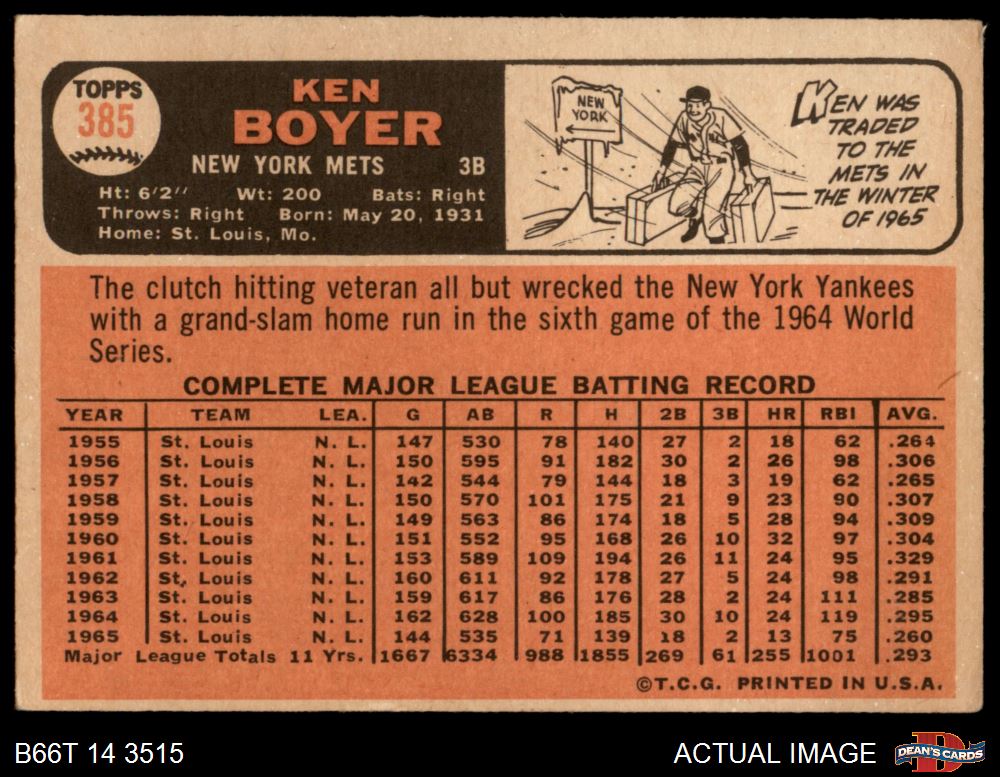 TOPPS
385
KEN
BOYER
NEW YORK METS 3B
Ht: 6'2" Wt: 200 Bats: Right
Throws: Right Born: May 20, 1931
Home: St. Louis, Mo.
NEW
YORK
KEN WAS
TRADED
TO THE
METS IN
THE WINTER
OF 1965
The clutch hitting veteran all but wrecked the New York Yankees
with a grand-slam home run in the sixth game of the 1964 World
Series.
COMPLETE MAJOR LEAGUE BATTING RECORD
YEAR TEAM LEA. G AB R H 2B 3B HR RBI AVG.
1955 St. Louis N. L. 147 530 78 140 27 2 18 62 .264
1956 St. Louis N. L. 150 595 91 182 30 2 26 98 .306
1957 St. Louis N. L. 142 544 79 144 18 3 19 62 .265
1958 St. Louis N. L. 150 570 101 175 21 9 23 90 .307
1959 St. Louis N. L. 149 563 86 174 18 5 28 94 .309
1960 St. Louis N. L. 151 552 95 168 26 10 32 97 .304
1961 St. Louis N. L. 153 589 109 194 26 11 24 95 .329
1962 St. Louis N. L. 160 611 92 178 27 5 24 98 .291
1963 St. Louis N. L. 159 617 86 176 28 2 24 111 .285
1964 St. Louis N. L. 162 628 100 185 30 10 24 119 .295
1965 St. Louis N. L. 144 535 71 139 18 2 13 75 .260
Major League Totals 11 Yrs. 1667 6334 988 1855 269 61 255 1001 .293
©T.C.G. PRINTED IN U.S.A.
B66T 14 3515 ACTUAL IMAGE DEAN'S CARDS